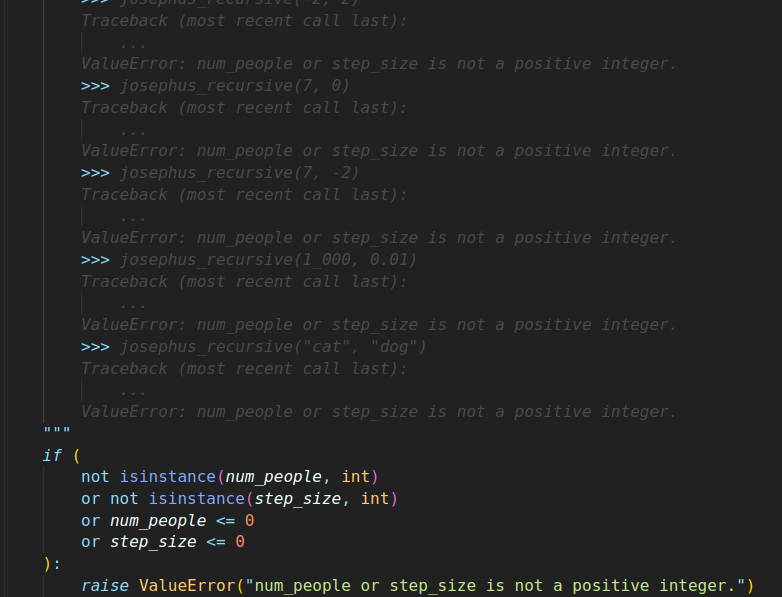 >>> josephus_recursive(-2, 2)
Traceback (most recent call last):
...
ValueError: num_people or step_size is not a positive integer.
>>> josephus_recursive(7, 0)
Traceback (most recent call last):
...
ValueError: num_people or step_size is not a positive integer.
>>> josephus_recursive(7, -2)
Traceback (most recent call last):
...
ValueError: num_people or step_size is not a positive integer.
>>> josephus_recursive(1_000, 0.01)
Traceback (most recent call last):
...
ValueError: num_people or step_size is not a positive integer.
>>> josephus_recursive("cat", "dog")
Traceback (most recent call last):
...
ValueError: num_people or step_size is not a positive integer.
"""
if (
not isinstance(num_people, int)
or not isinstance(step_size, int)
or num_people <= 0
or step_size <= 0
):
raise ValueError("num_people or step_size is not a positive integer.")